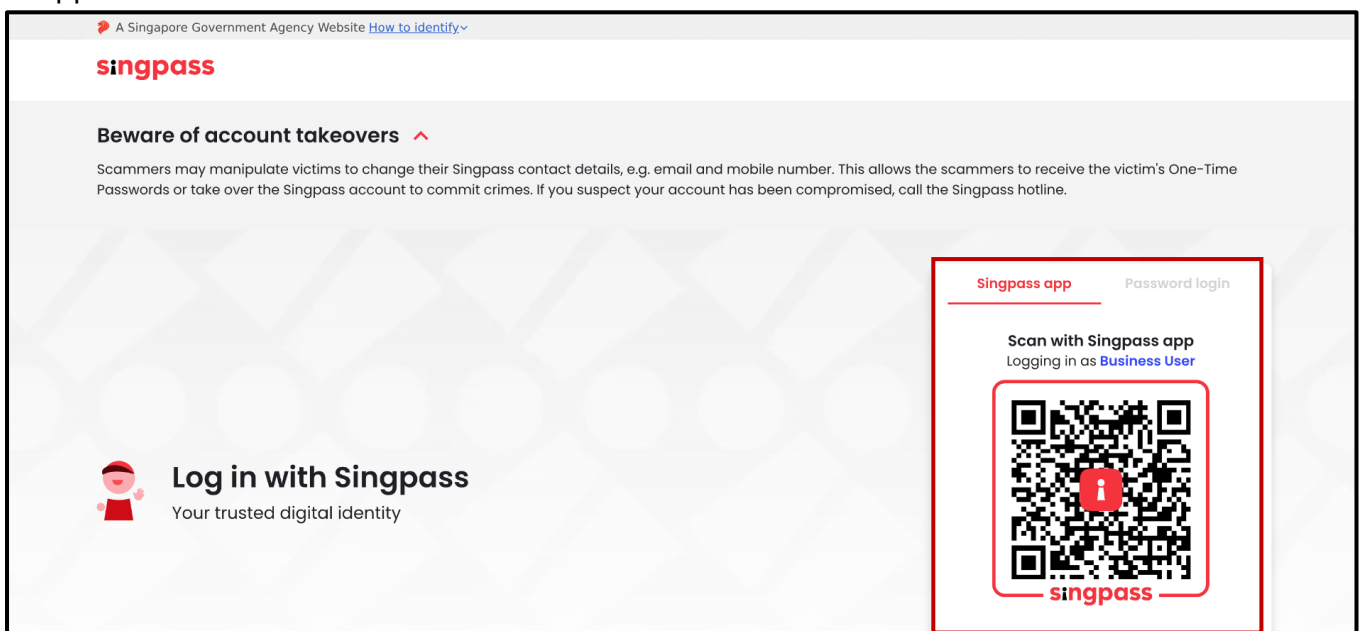 A Singapore Government Agency Website How to identify
singpass
Beware of account takeovers
Scammers may manipulate victims to change their Singpass contact details, e.g. email and mobile number. This allows the scammers to receive the victim's One-Time
Passwords or take over the Singpass account to commit crimes. If you suspect your account has been compromised, call the Singpass hotline.
Singpass app Password login
Scan with Singpass app
Logging in as Business User
Log in with Singpass
Your trusted digital identity
singpass